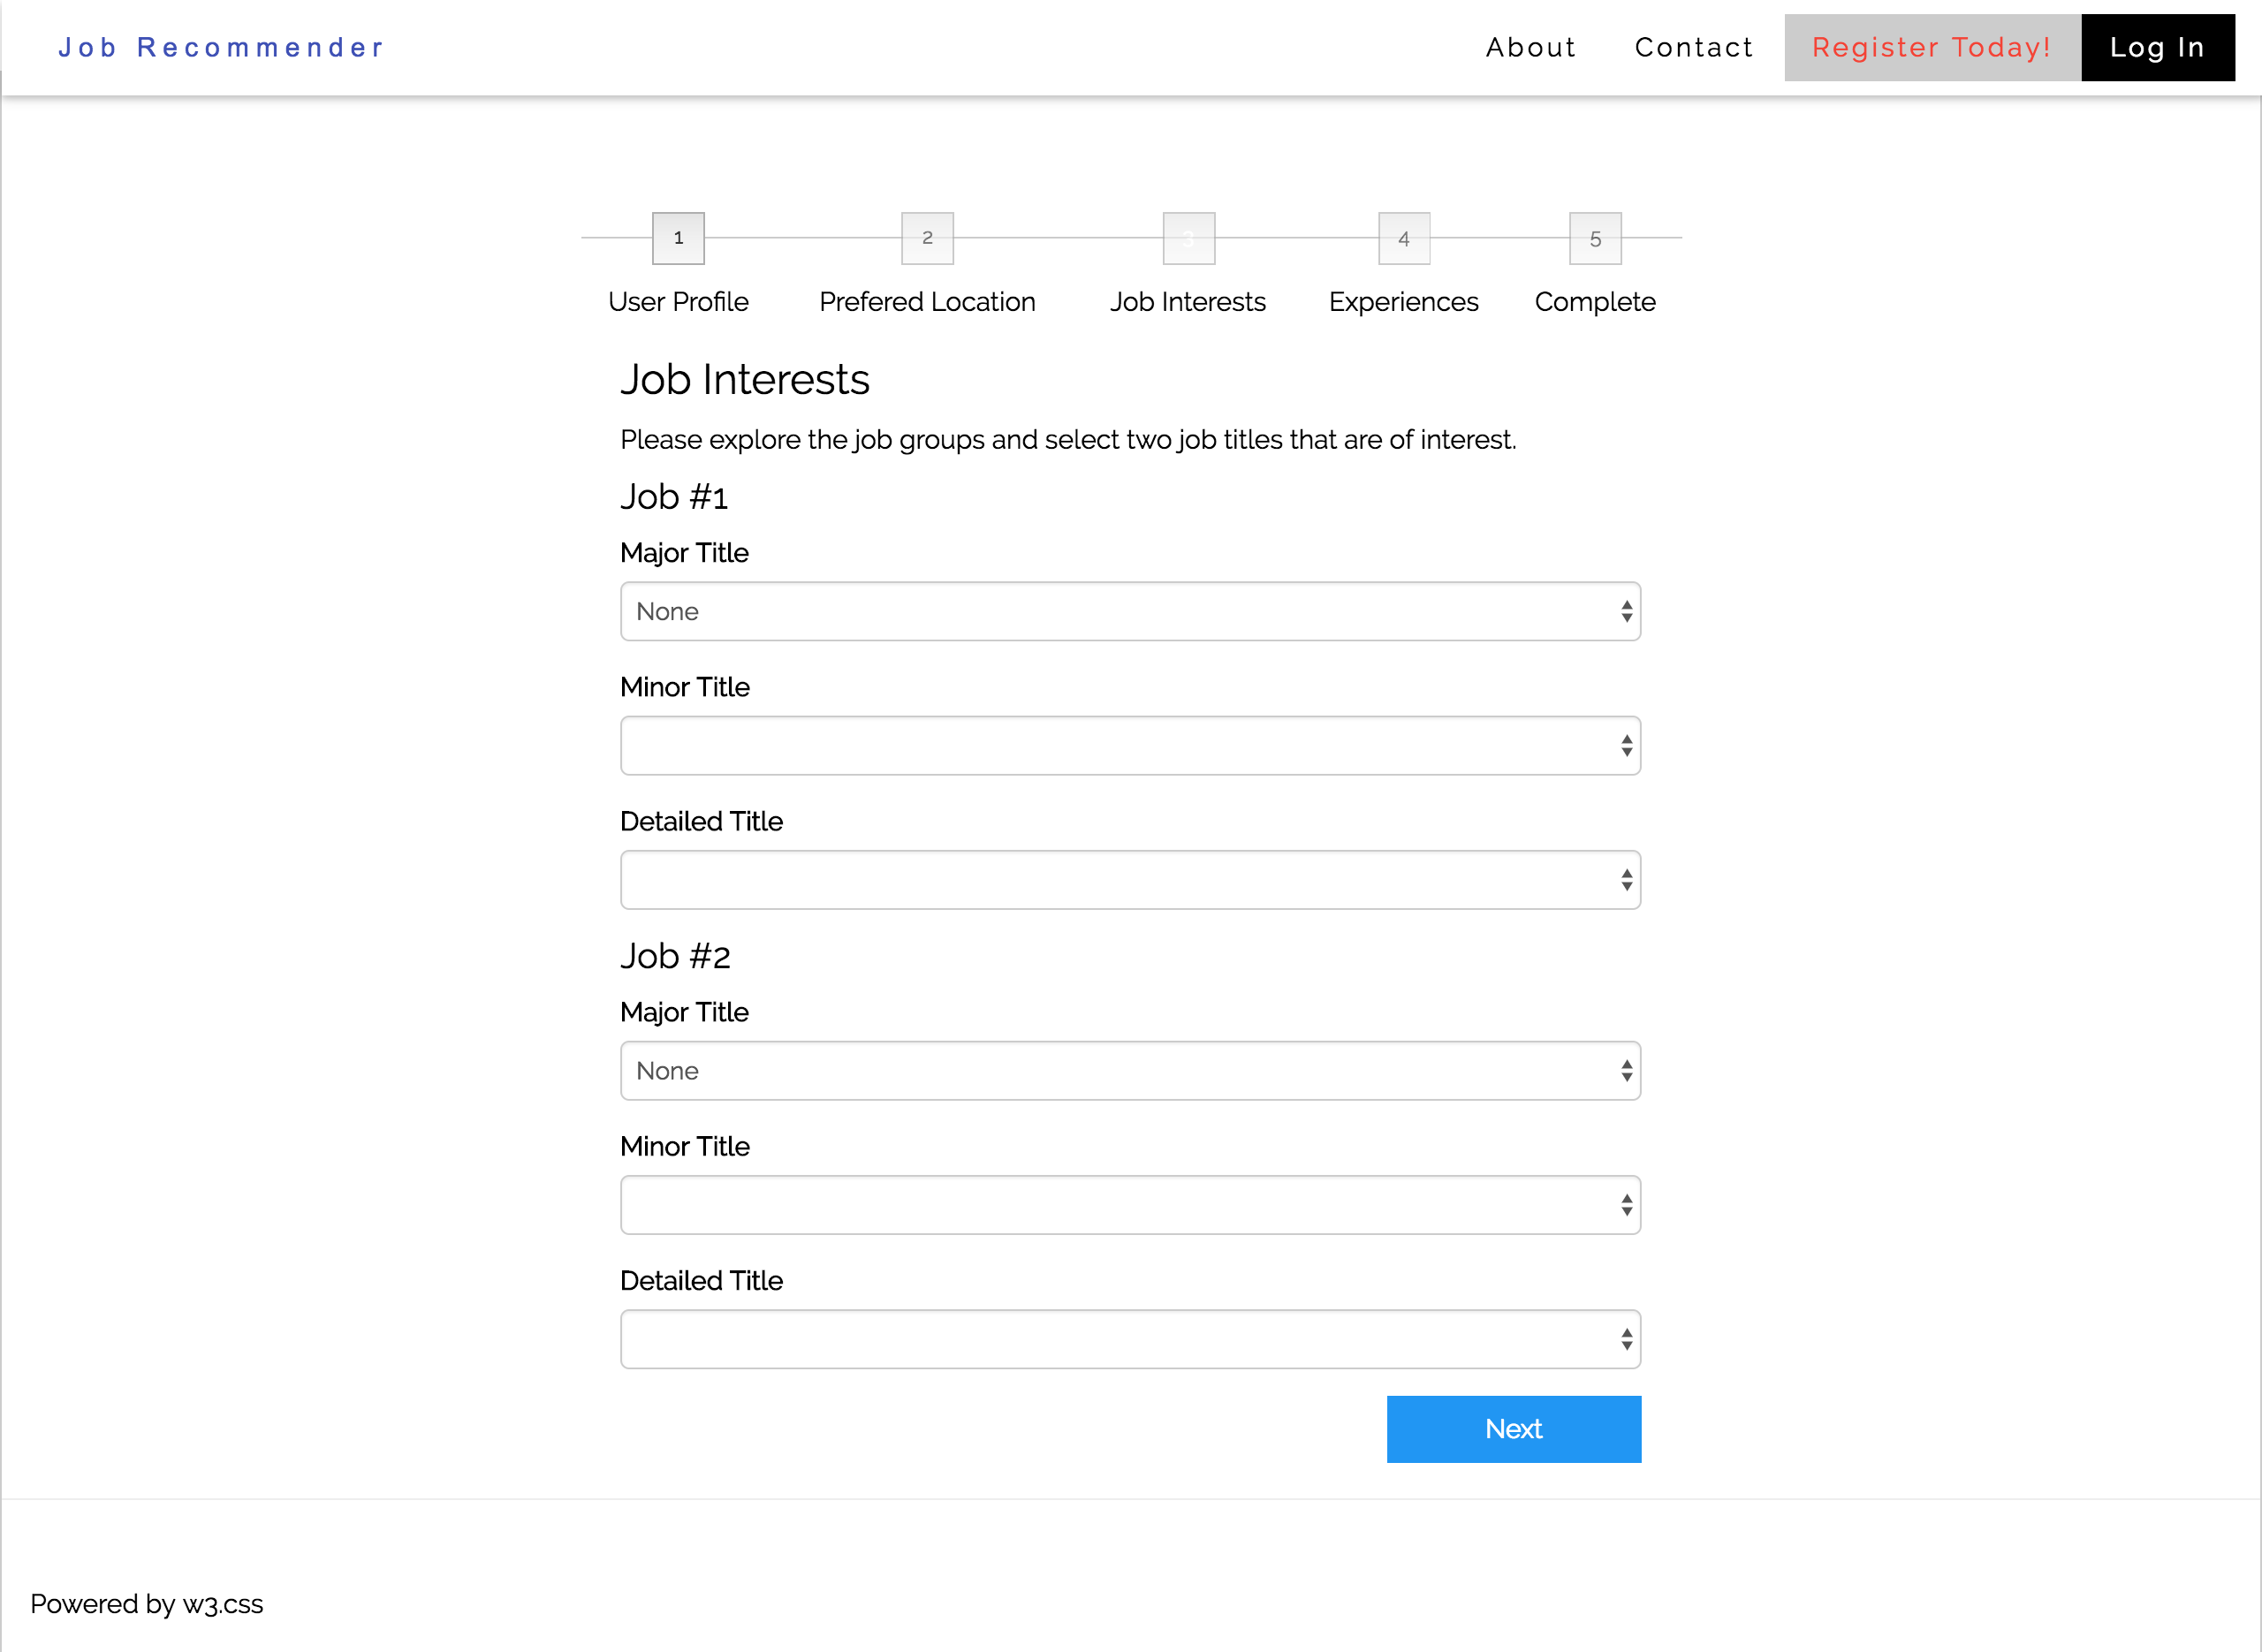 Job Recommender About Contact Register Today! Log In
1 2 3 4 5
User Profile Prefered Location Job Interests Experiences Complete
Job Interests
Please explore the job groups and select two job titles that are of interest.
Job #1
Major Title
None
Minor Title
Detailed Title
Job #2
Major Title
None
Minor Title
Detailed Title
Next
Powered by w3.css